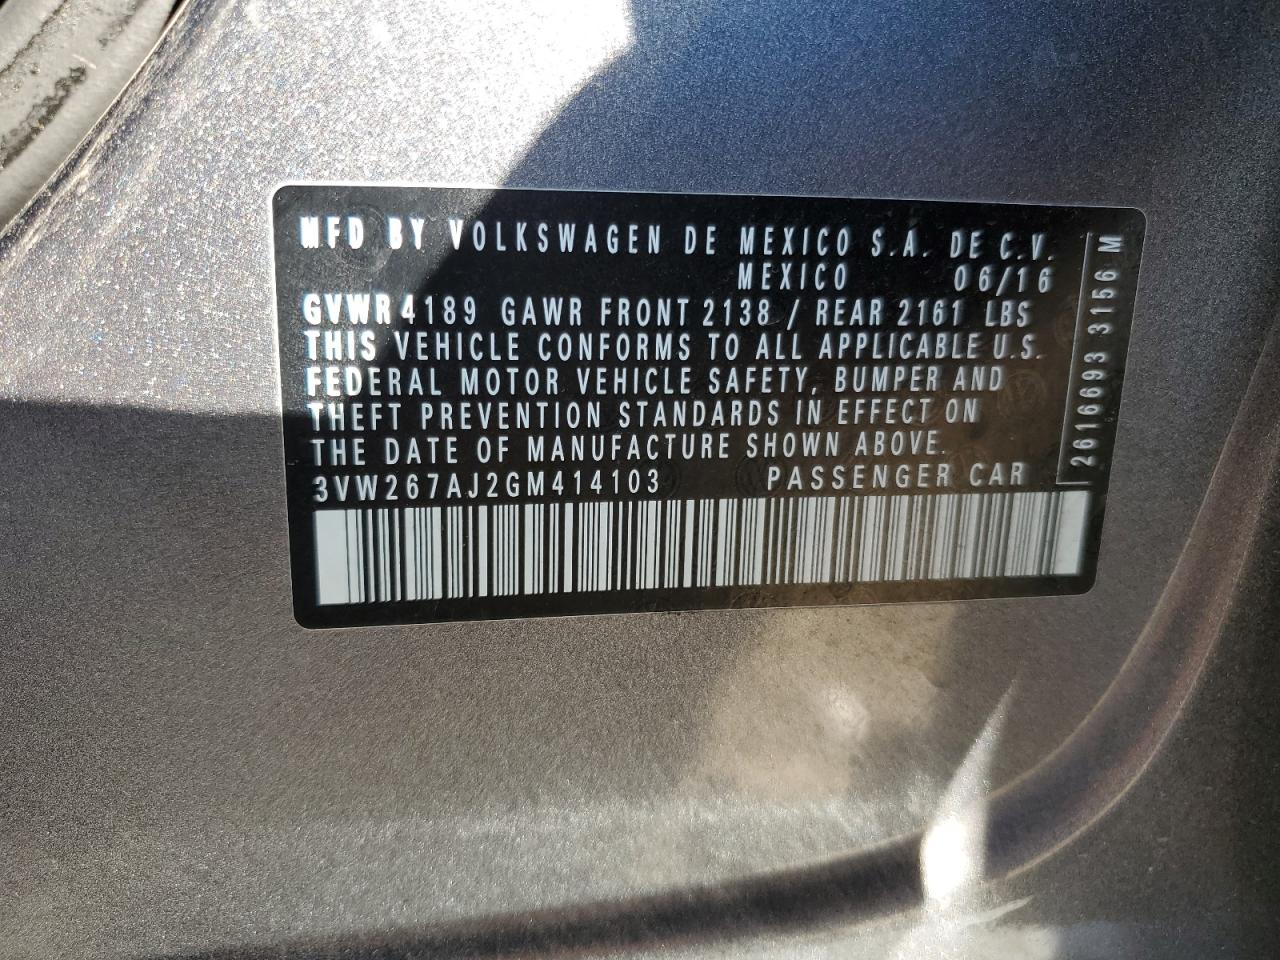 MFD BY VOLKSWAGEN DE MEXICO S.A. DE C.V.
MEXICO 06/16
GVWR 4189 GAWR FRONT 2138 / REAR 2161 LBS
THIS VEHICLE CONFORMS TO ALL APPLICABLE U.S.
FEDERAL MOTOR VEHICLE SAFETY, BUMPER AND
THEFT PREVENTION STANDARDS IN EFFECT ON
THE DATE OF MANUFACTURE SHOWN ABOVE.
3VW267AJ2GM414103 PASSENGER CAR
2616693 3156 M